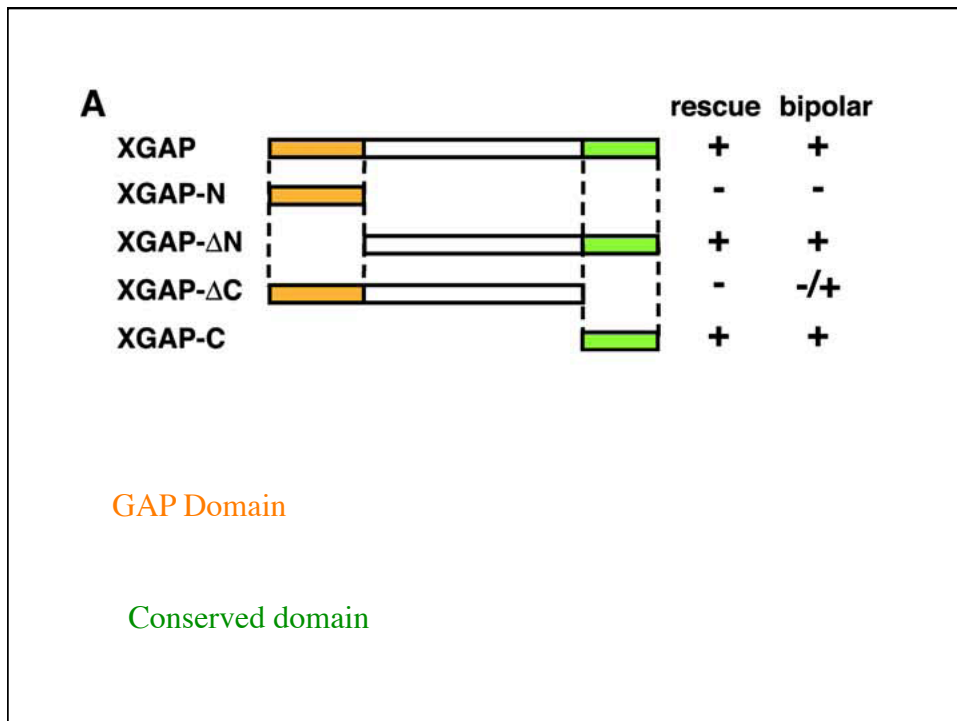 A
rescue bipolar
XGAP + +
XGAP-N - -
XGAP-ΔN + +
XGAP-ΔC - -/+
XGAP-C + +
GAP Domain
Conserved domain